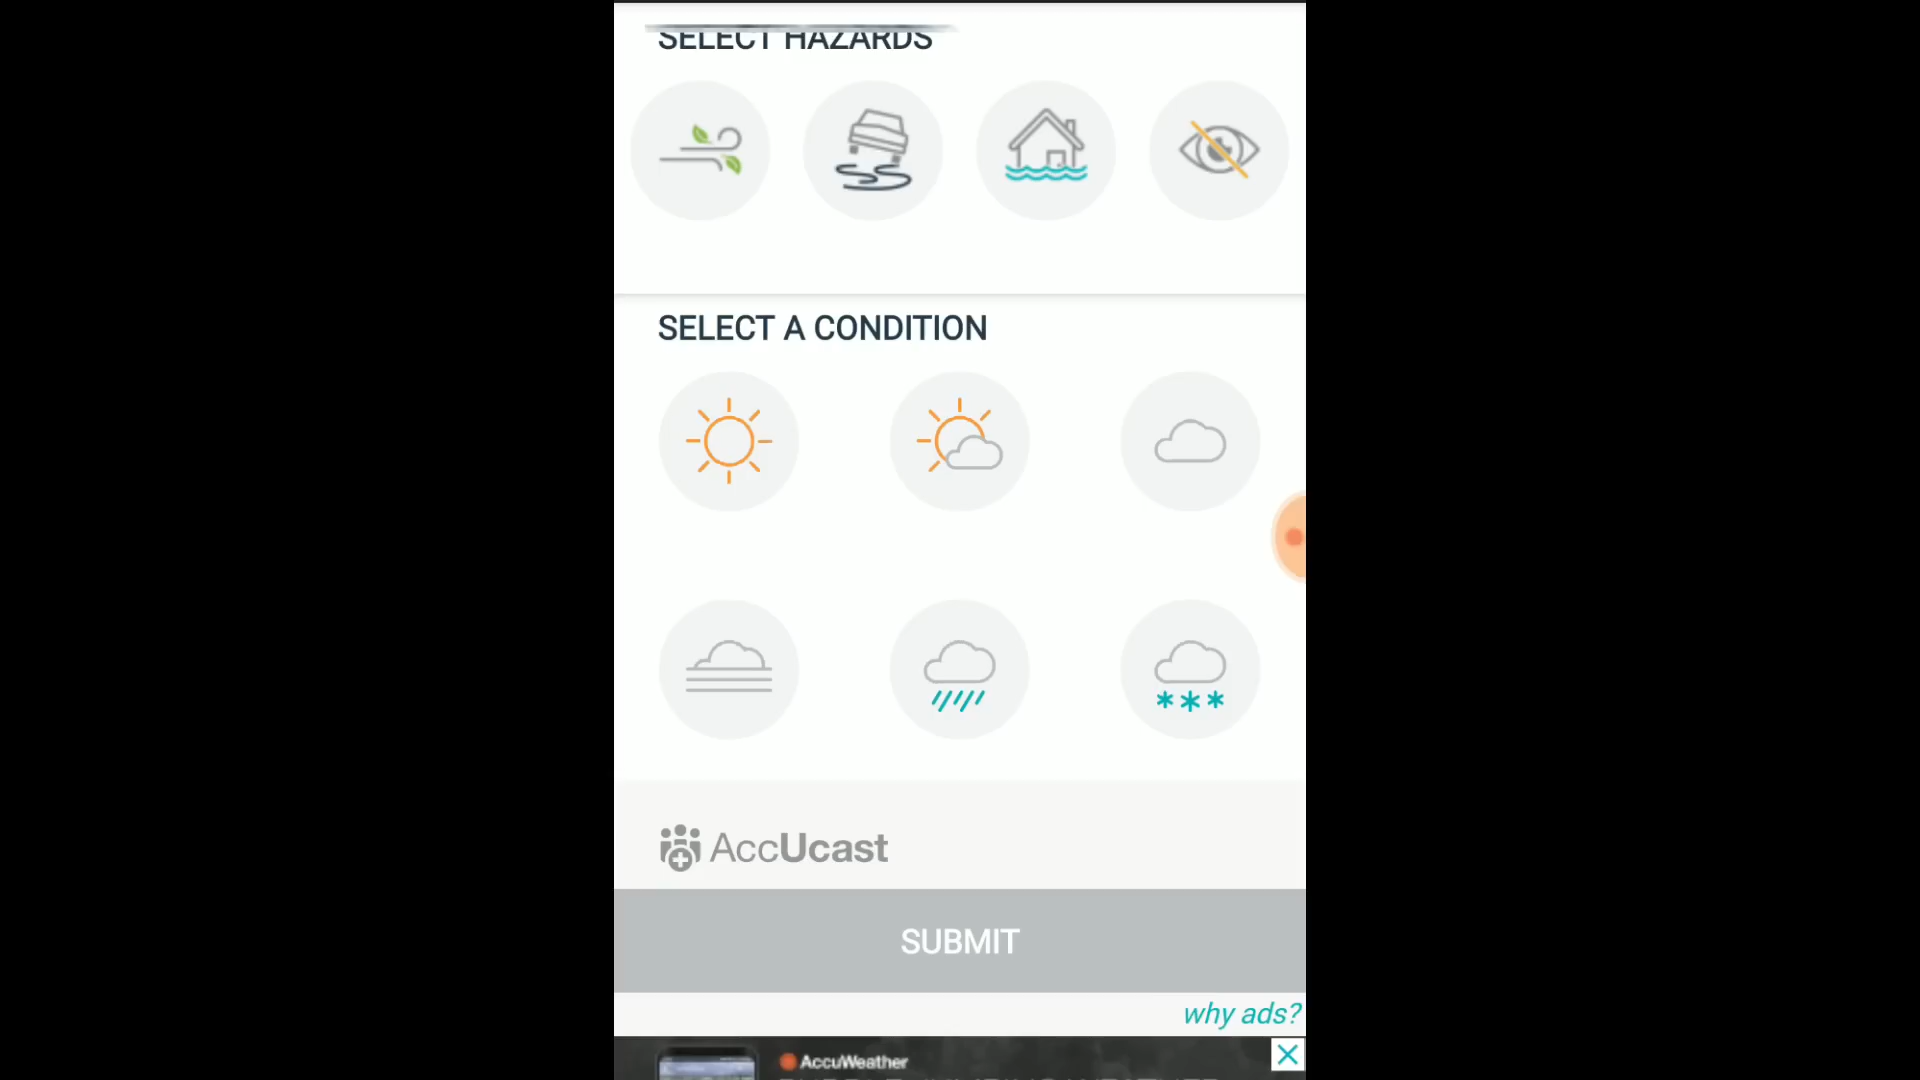 SELECT HAZARDS
SELECT A CONDITION
AccUcast
SUBMIT
why ads?
AccuWeather